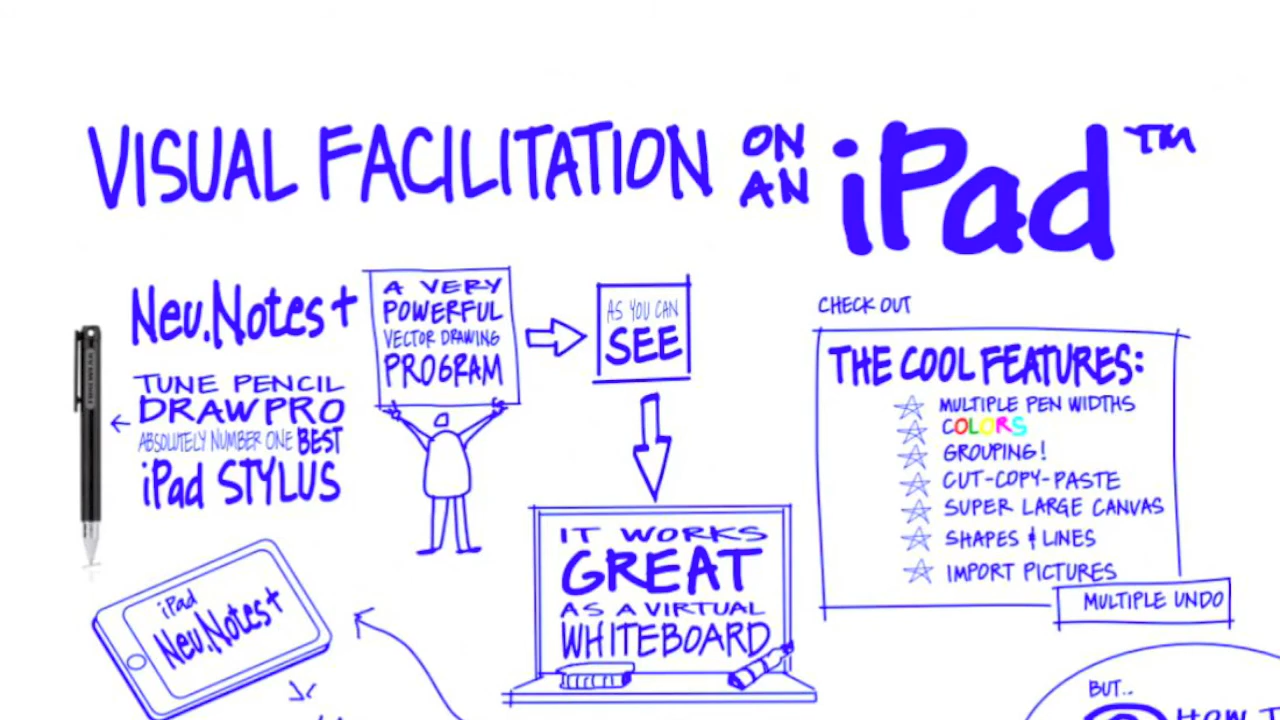 VISUAL FACILITATION ON AN iPad™
Neu.Notes+
TUNE PENCIL
DRAWPRO
ABSOLUTELY NUMBER ONE BEST
iPad STYLUS
A VERY
POWERFUL
VECTOR DRAWING
PROGRAM
AS YOU CAN
SEE
IT WORKS
GREAT
AS A VIRTUAL
WHITEBOARD
CHECK OUT
THE COOL FEATURES:
MULTIPLE PEN WIDTHS
COLORS
GROUPING!
CUT-COPY-PASTE
SUPER LARGE CANVAS
SHAPES & LINES
IMPORT PICTURES
MULTIPLE UNDO
iPad
Neu.Notes+
BUT..
HOW